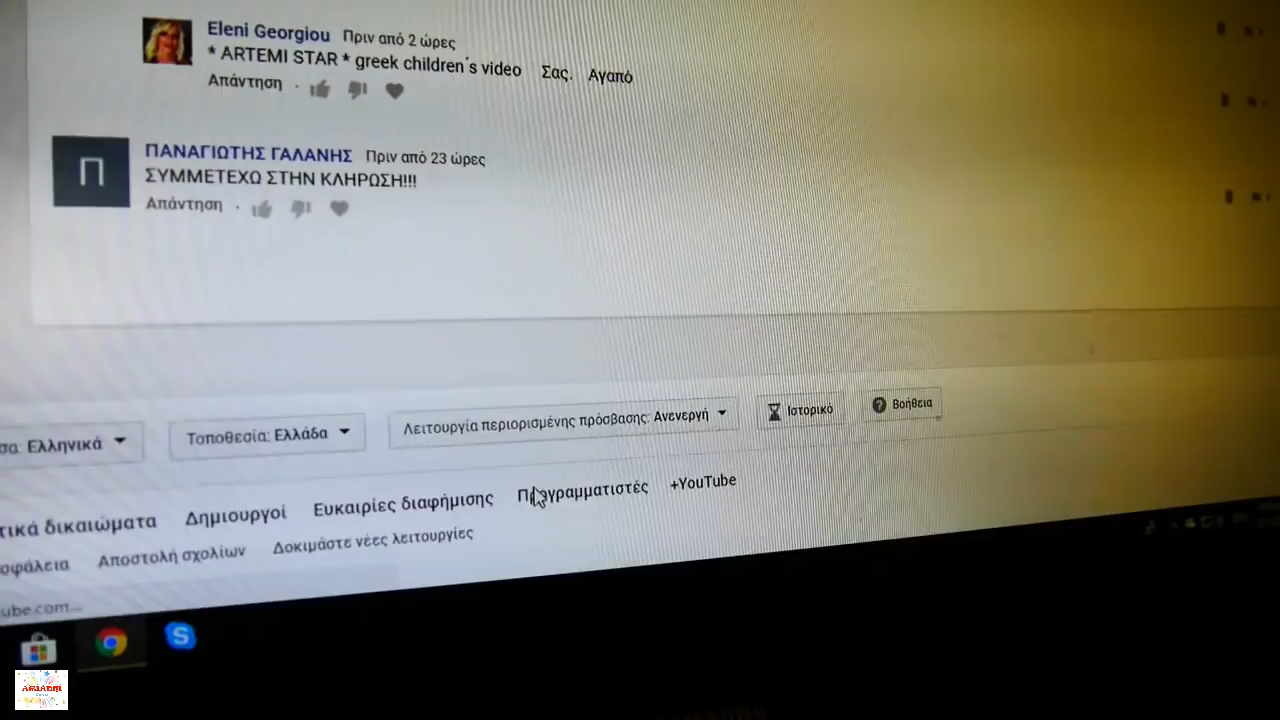 Eleni Georgiou Πριν από 2 ώρες
* ARTEMI STAR * greek children´s video Σας. Αγαπό
Απάντηση ·
Π
ΠΑΝΑΓΙΩΤΗΣ ΓΑΛΑΝΗΣ Πριν από 23 ώρες
ΣΥΜΜΕΤΕΧΩ ΣΤΗΝ ΚΛΗΡΩΣΗ!!!
Απάντηση ·
σα: Ελληνικά Τοποθεσία: Ελλάδα Λειτουργία περιορισμένης πρόσβασης: Ανενεργή Ιστορικό ? Βοήθεια
τικά δικαιώματα Δημιουργοί Ευκαιρίες διαφήμισης Προγραμματιστές +YouTube
σφάλεια Αποστολή σχολίων Δοκιμάστε νέες λειτουργίες
ube.com...
S
ARIADNI